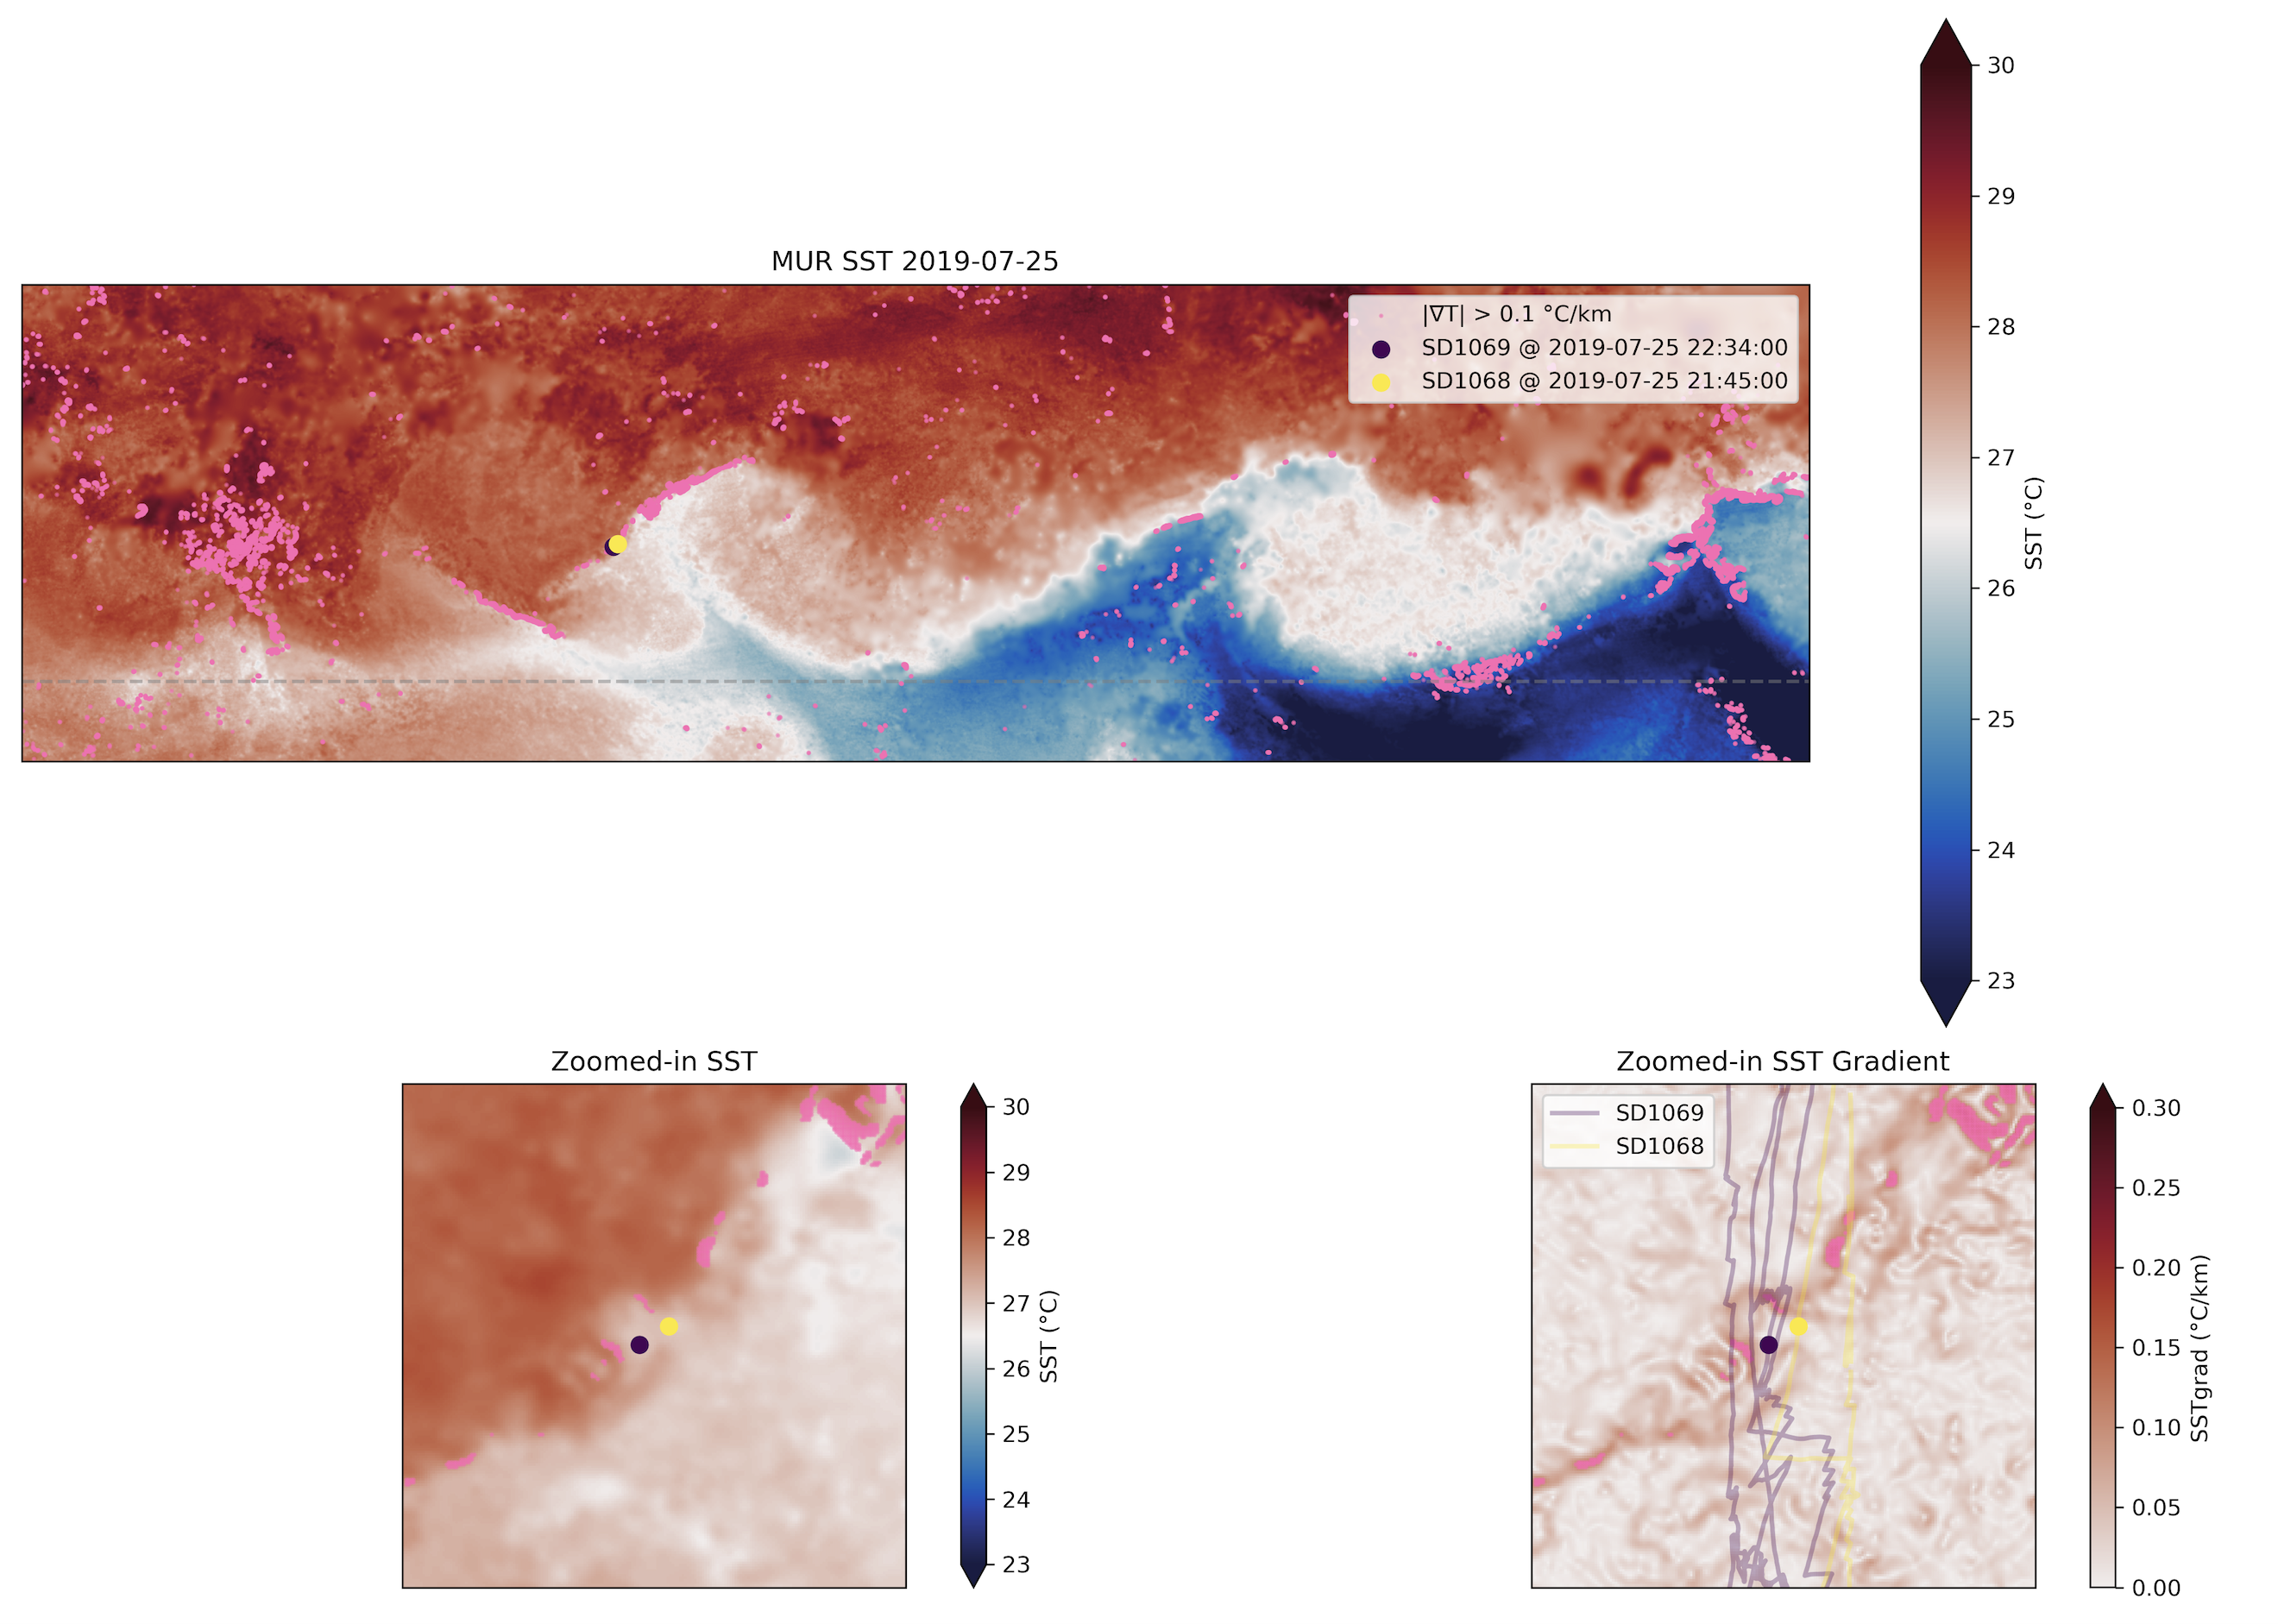 MUR SST 2019-07-25
|∇T| > 0.1 °C/km
SD1069 @ 2019-07-25 22:34:00
SD1068 @ 2019-07-25 21:45:00
30
29
28
27
26
25
24
23
SST (°C)
Zoomed-in SST
30
29
28
27
26
25
24
23
SST (°C)
Zoomed-in SST Gradient
SD1069
SD1068
0.30
0.25
0.20
0.15
0.10
0.05
0.00
SSTgrad (°C/km)